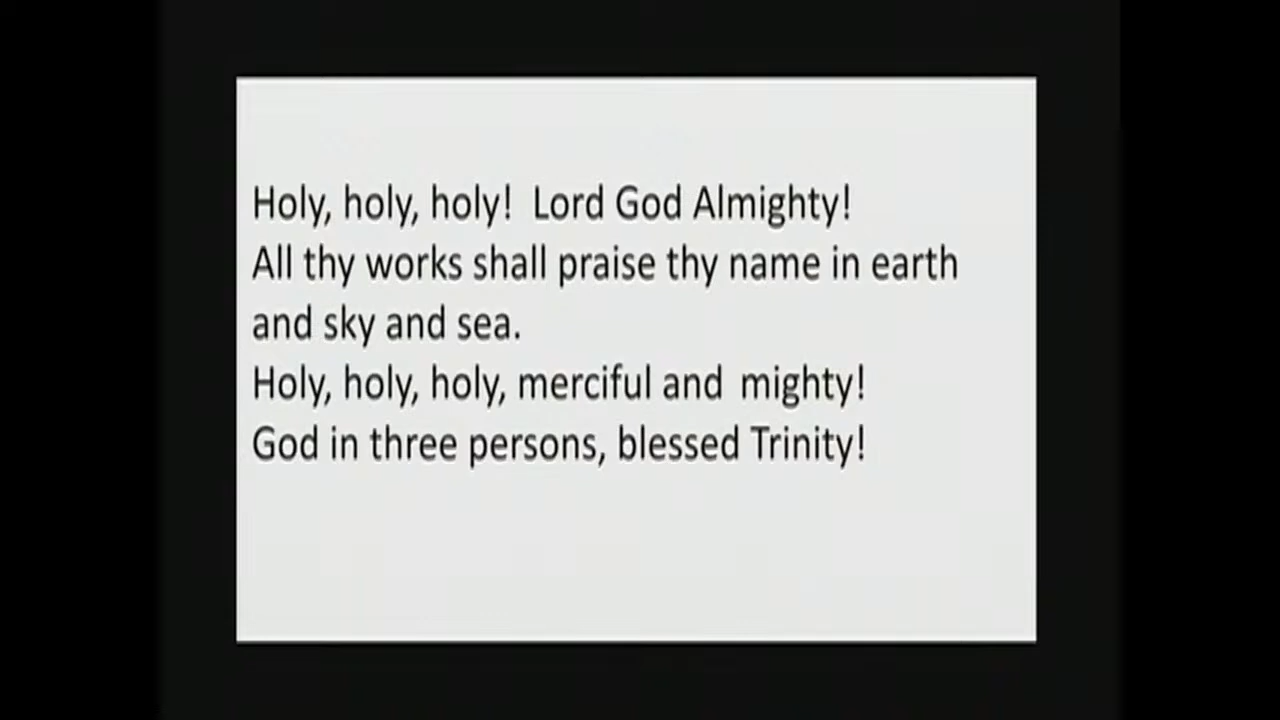 Holy, holy, holy!  Lord God Almighty!
All thy works shall praise thy name in earth
and sky and sea.
Holy, holy, holy, merciful and mighty!
God in three persons, blessed Trinity!